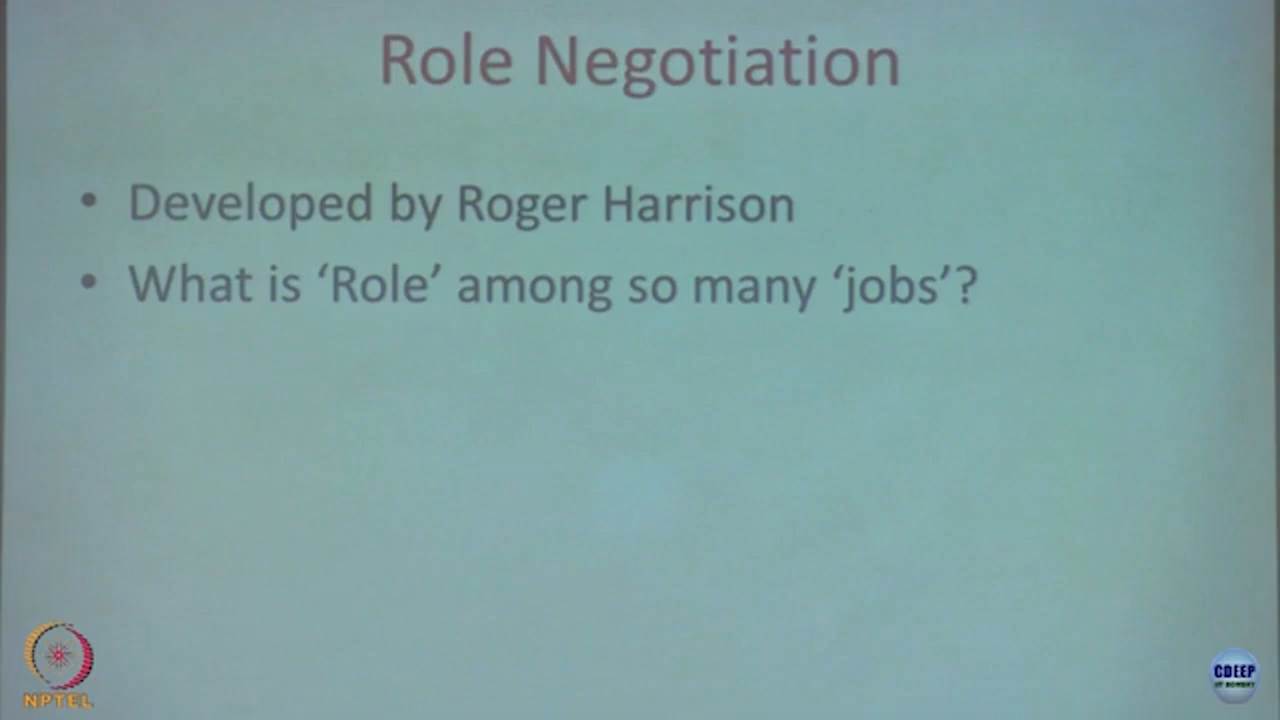 Role Negotiation
• Developed by Roger Harrison
• What is ‘Role’ among so many ‘jobs’?
NPTEL
CDEEP
IIT BOMBAY